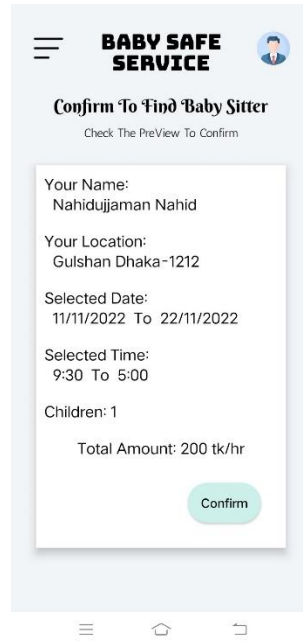 BABY SAFE
SERVICE
Confirm To Find Baby Sitter
Check The PreView To Confirm
Your Name:
Nahidujjaman Nahid
Your Location:
Gulshan Dhaka-1212
Selected Date:
11/11/2022 To 22/11/2022
Selected Time:
9:30 To 5:00
Children: 1
Total Amount: 200 tk/hr
Confirm